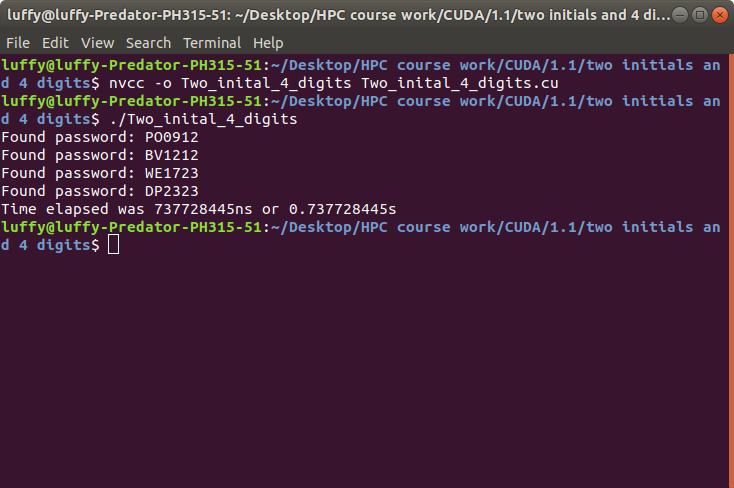 luffy@luffy-Predator-PH315-51: ~/Desktop/HPC course work/CUDA/1.1/two initials and 4 di...
File Edit View Search Terminal Help
luffy@luffy-Predator-PH315-51:~/Desktop/HPC course work/CUDA/1.1/two initials an
d 4 digits$ nvcc -o Two_inital_4_digits Two_inital_4_digits.cu
luffy@luffy-Predator-PH315-51:~/Desktop/HPC course work/CUDA/1.1/two initials an
d 4 digits$ ./Two_inital_4_digits
Found password: PO0912
Found password: BV1212
Found password: WE1723
Found password: DP2323
Time elapsed was 737728445ns or 0.737728445s
luffy@luffy-Predator-PH315-51:~/Desktop/HPC course work/CUDA/1.1/two initials an
d 4 digits$